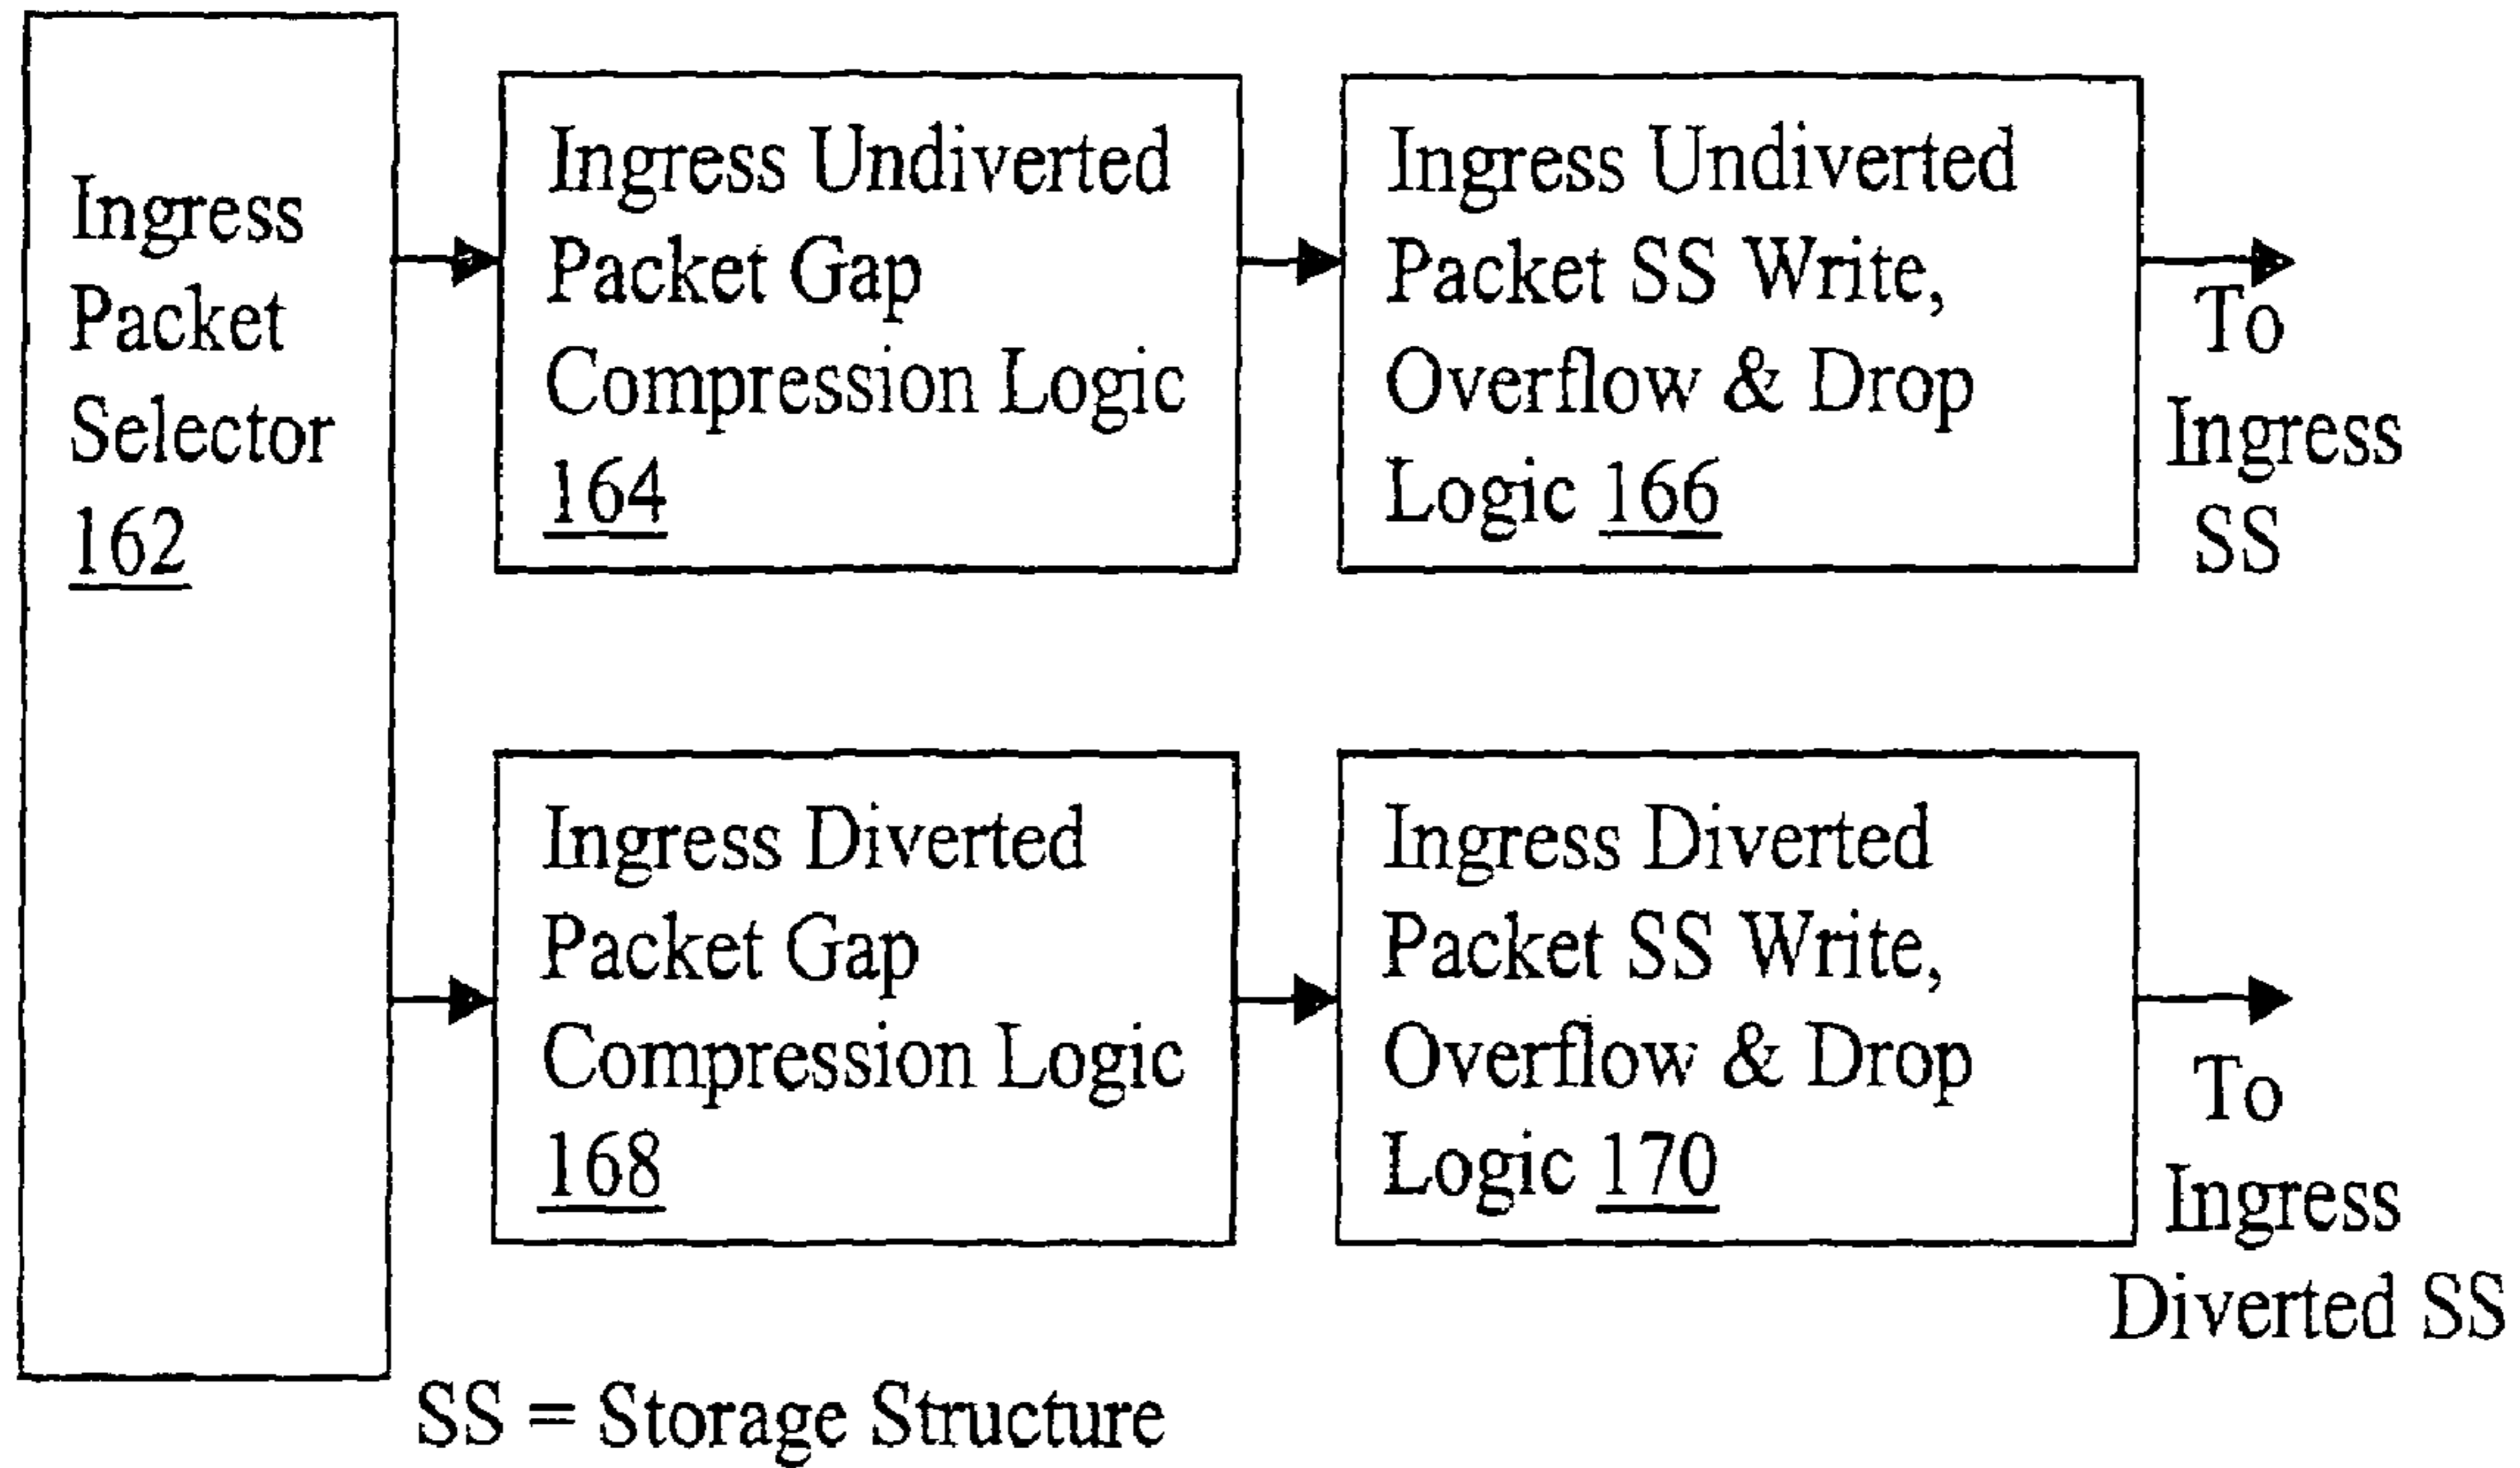 Ingress
Packet
Selector
162
Ingress Undiverted
Packet Gap
Compression Logic
164
Ingress Undiverted
Packet SS Write,
Overflow & Drop
Logic 166
To
Ingress
SS
Ingress Diverted
Packet Gap
Compression Logic
168
Ingress Diverted
Packet SS Write,
Overflow & Drop
Logic 170
To
Ingress
Diverted SS
SS = Storage Structure